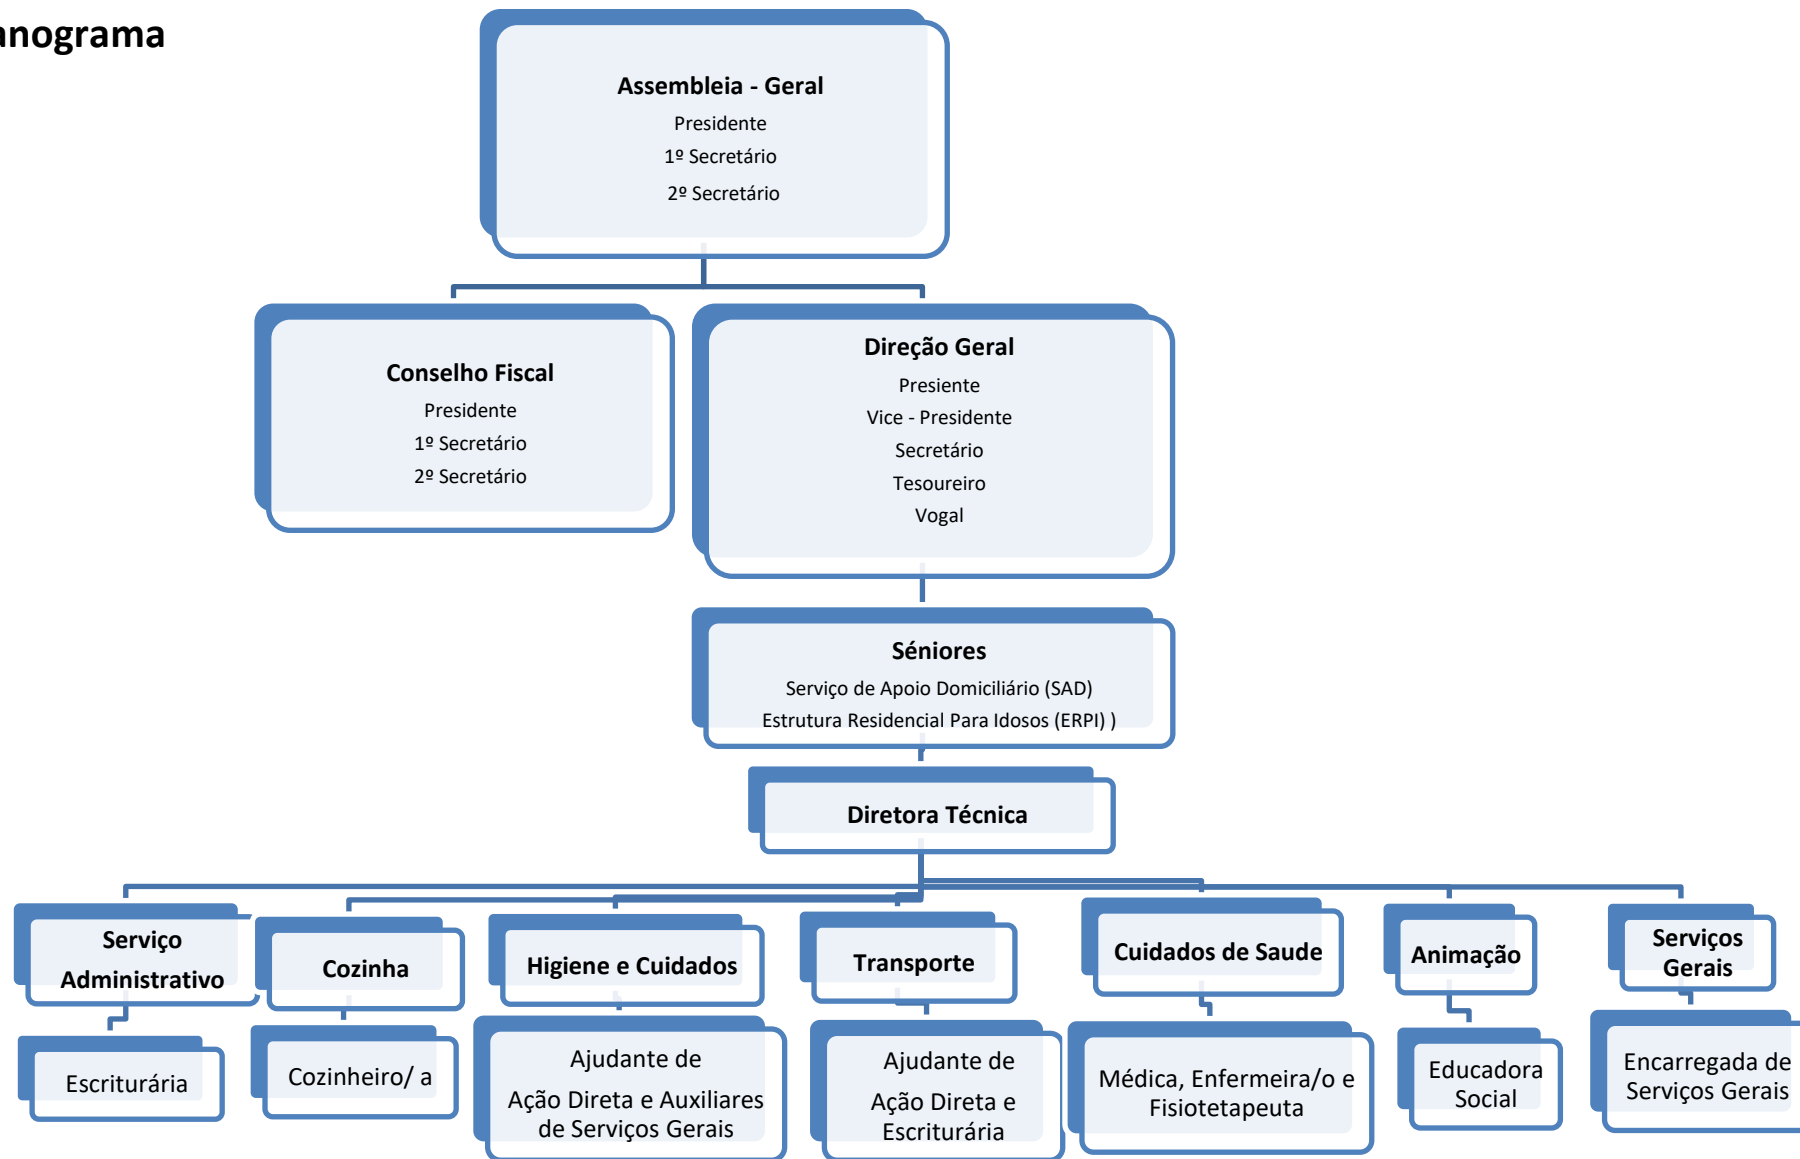 anograma
Assembleia - Geral
Presidente
1º Secretário
2º Secretário
Conselho Fiscal
Presidente
1º Secretário
2º Secretário
Direção Geral
Presiente
Vice - Presidente
Secretário
Tesoureiro
Vogal
Séniores
Serviço de Apoio Domiciliário (SAD)
Estrutura Residencial Para Idosos (ERPI) )
Diretora Técnica
Serviço
Administrativo
Cozinha
Higiene e Cuidados
Transporte
Cuidados de Saude
Animação
Serviços
Gerais
Escriturária
Cozinheiro/ a
Ajudante de
Ação Direta e Auxiliares
de Serviços Gerais
Ajudante de
Ação Direta e
Escriturária
Médica, Enfermeira/o e
Fisiotetapeuta
Educadora
Social
Encarregada de
Serviços Gerais